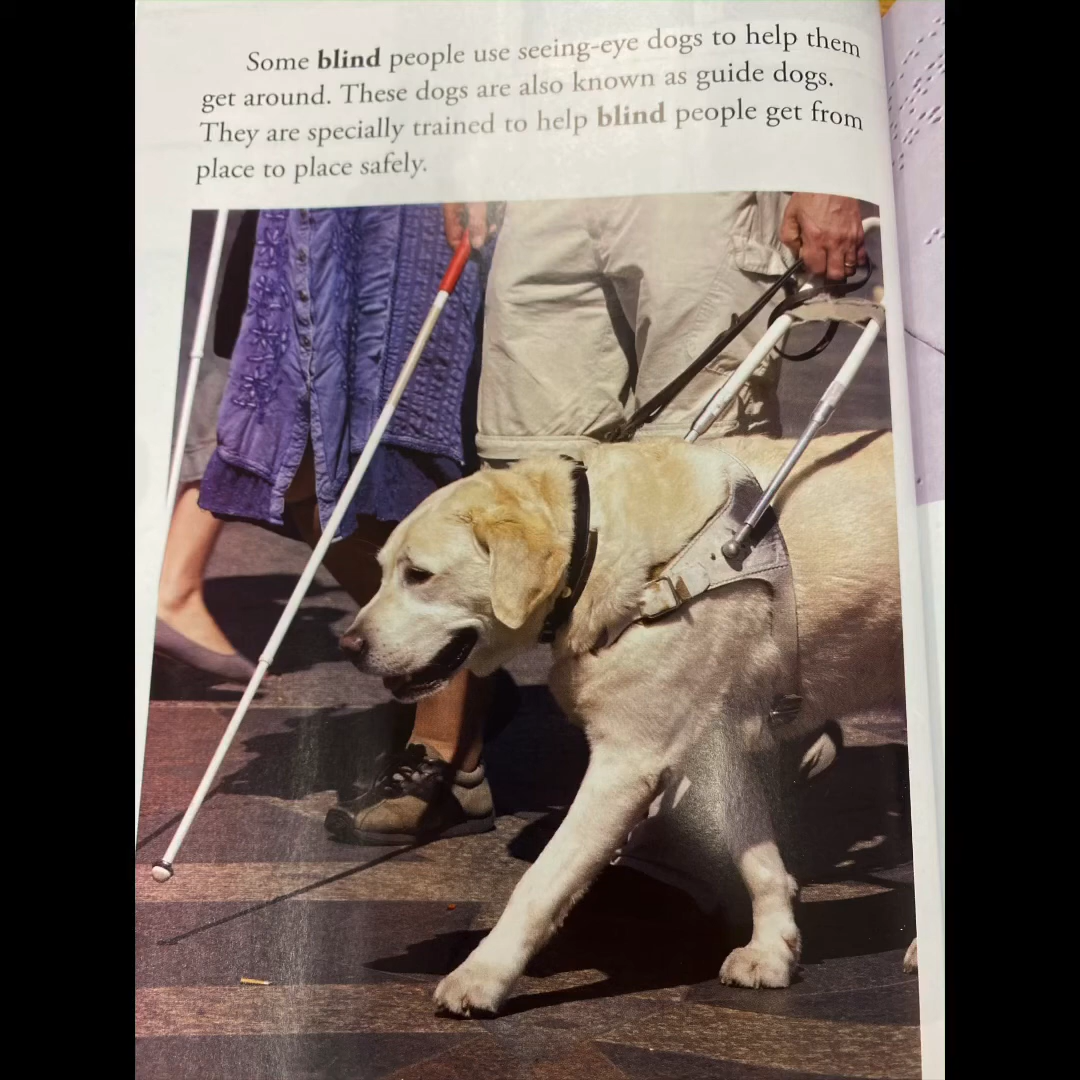 Some blind people use seeing-eye dogs to help them
get around. These dogs are also known as guide dogs.
They are specially trained to help blind people get from
place to place safely.